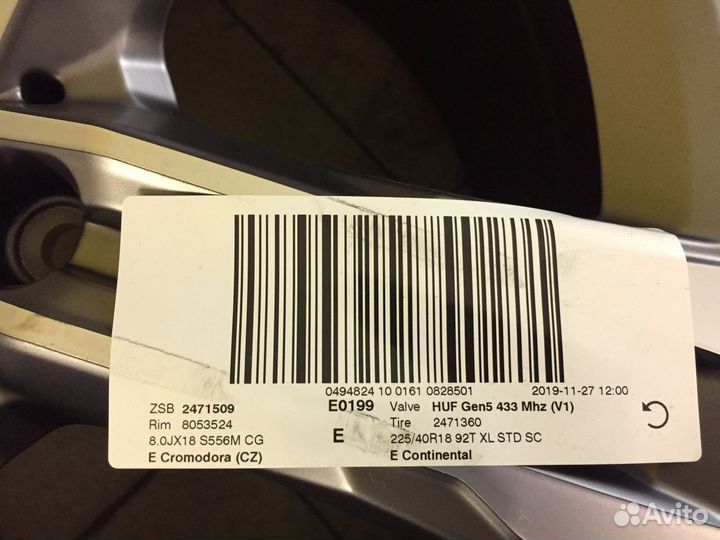 0494824 10 0161 0828501 2019-11-27 12:00
ZSB 2471509 E0199 Valve HUF Gen5 433 Mhz (V1)
Rim 8053524 Tire 2471360
8.0JX18 S556M CG E 225/40R18 92T XL STD SC
E Cromodora (CZ) E Continental
Avito